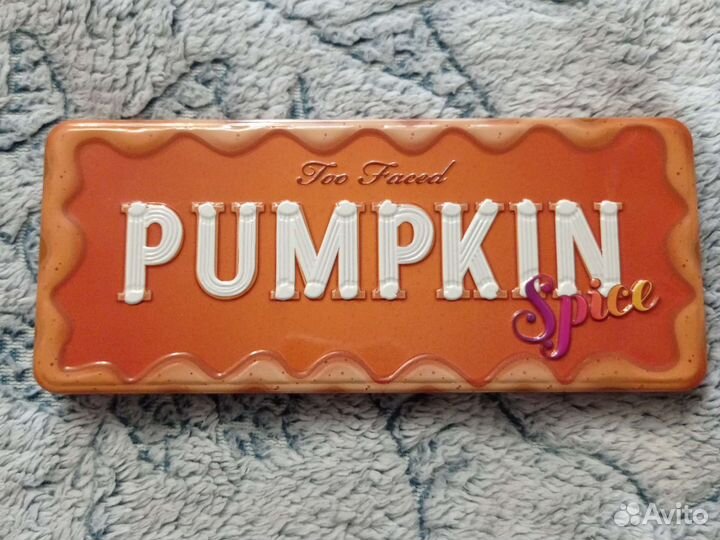 Too Faced
PUMPKIN
Spice
Avito